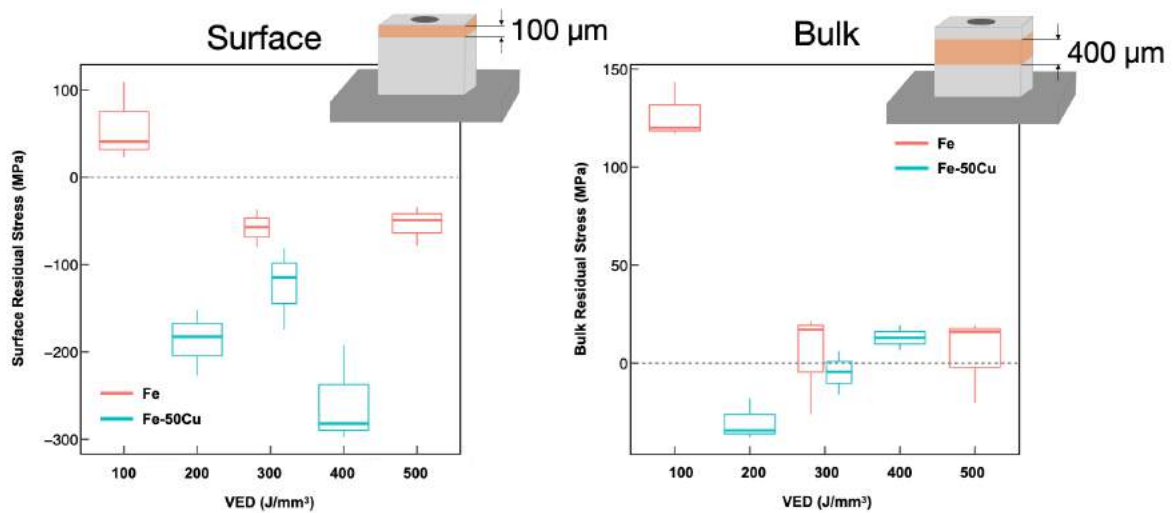 Surface
100 µm
Surface Residual Stress (MPa)
100
0
−100
−200
−300
Fe
Fe-50Cu
100 200 300 400 500
VED (J/mm³)
Bulk
400 µm
Bulk Residual Stress (MPa)
150
100
50
0
Fe
Fe-50Cu
100 200 300 400 500
VED (J/mm³)